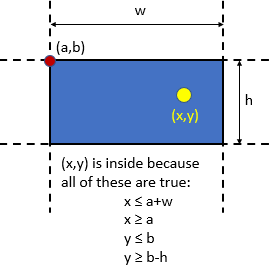 w
(a,b)
h
(x,y)
(x,y) is inside because
all of these are true:
x ≤ a+w
x ≥ a
y ≤ b
y ≥ b-h